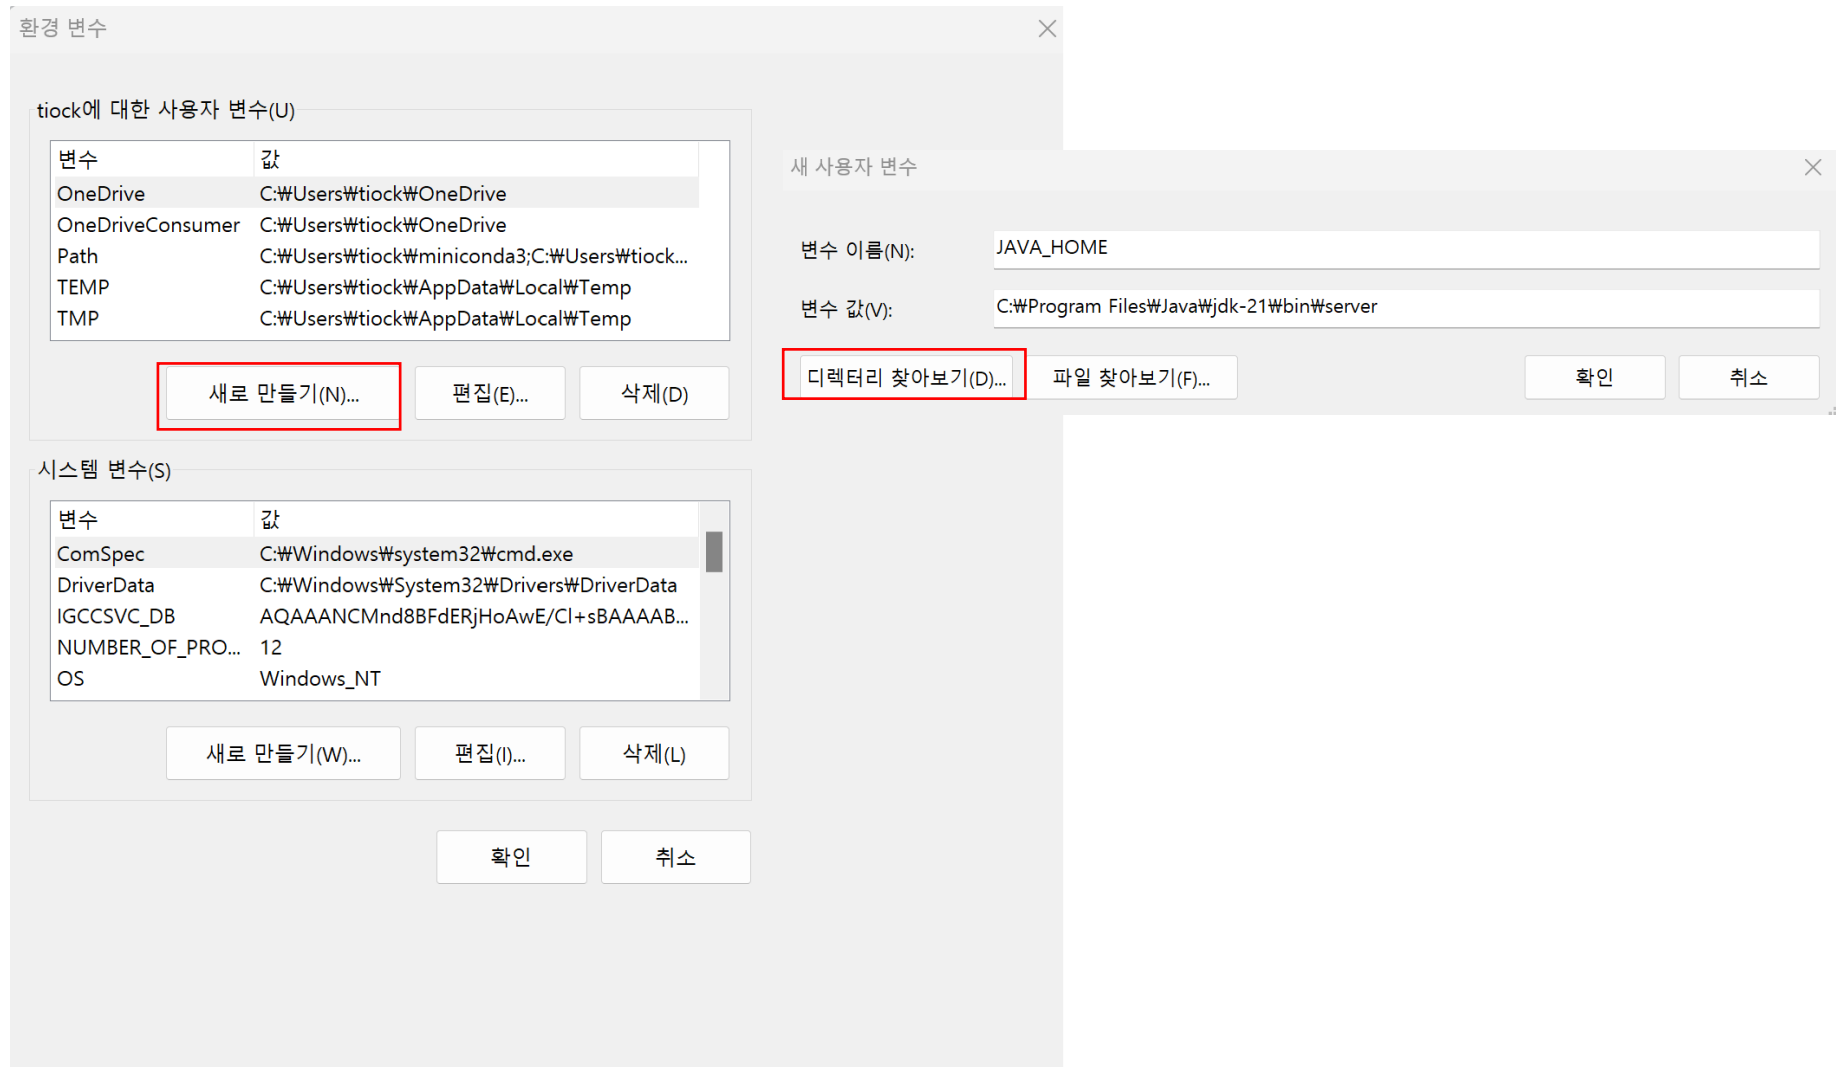 환경 변수
tiock에 대한 사용자 변수(U)
변수 값
OneDrive C:₩Users₩tiock₩OneDrive
OneDriveConsumer C:₩Users₩tiock₩OneDrive
Path C:₩Users₩tiock₩miniconda3;C:₩Users₩tiock...
TEMP C:₩Users₩tiock₩AppData₩Local₩Temp
TMP C:₩Users₩tiock₩AppData₩Local₩Temp
새로 만들기(N)... 편집(E)... 삭제(D)
시스템 변수(S)
변수 값
ComSpec C:₩Windows₩system32₩cmd.exe
DriverData C:₩Windows₩System32₩Drivers₩DriverData
IGCCSVC_DB AQAAANCMnd8BFdERjHoAwE/Cl+sBAAAAB...
NUMBER_OF_PRO... 12
OS Windows_NT
새로 만들기(W)... 편집(I)... 삭제(L)
확인 취소
새 사용자 변수
변수 이름(N): JAVA_HOME
변수 값(V): C:₩Program Files₩Java₩jdk-21₩bin₩server
디렉터리 찾아보기(D)... 파일 찾아보기(F)... 확인 취소